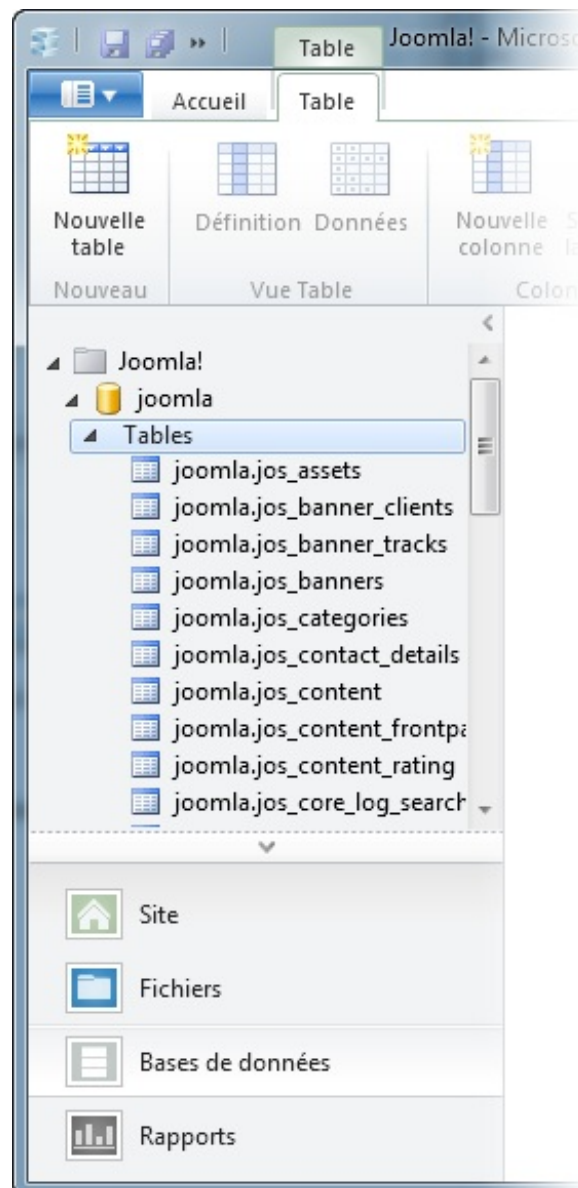 Table
Joomla! - Micros
Accueil
Table
Nouvelle
table
Définition
Données
Nouvelle
colonne
Nouveau
Vue Table
Colon
Joomla!
joomla
Tables
joomla.jos_assets
joomla.jos_banner_clients
joomla.jos_banner_tracks
joomla.jos_banners
joomla.jos_categories
joomla.jos_contact_details
joomla.jos_content
joomla.jos_content_frontpa
joomla.jos_content_rating
joomla.jos_core_log_search
Site
Fichiers
Bases de données
Rapports